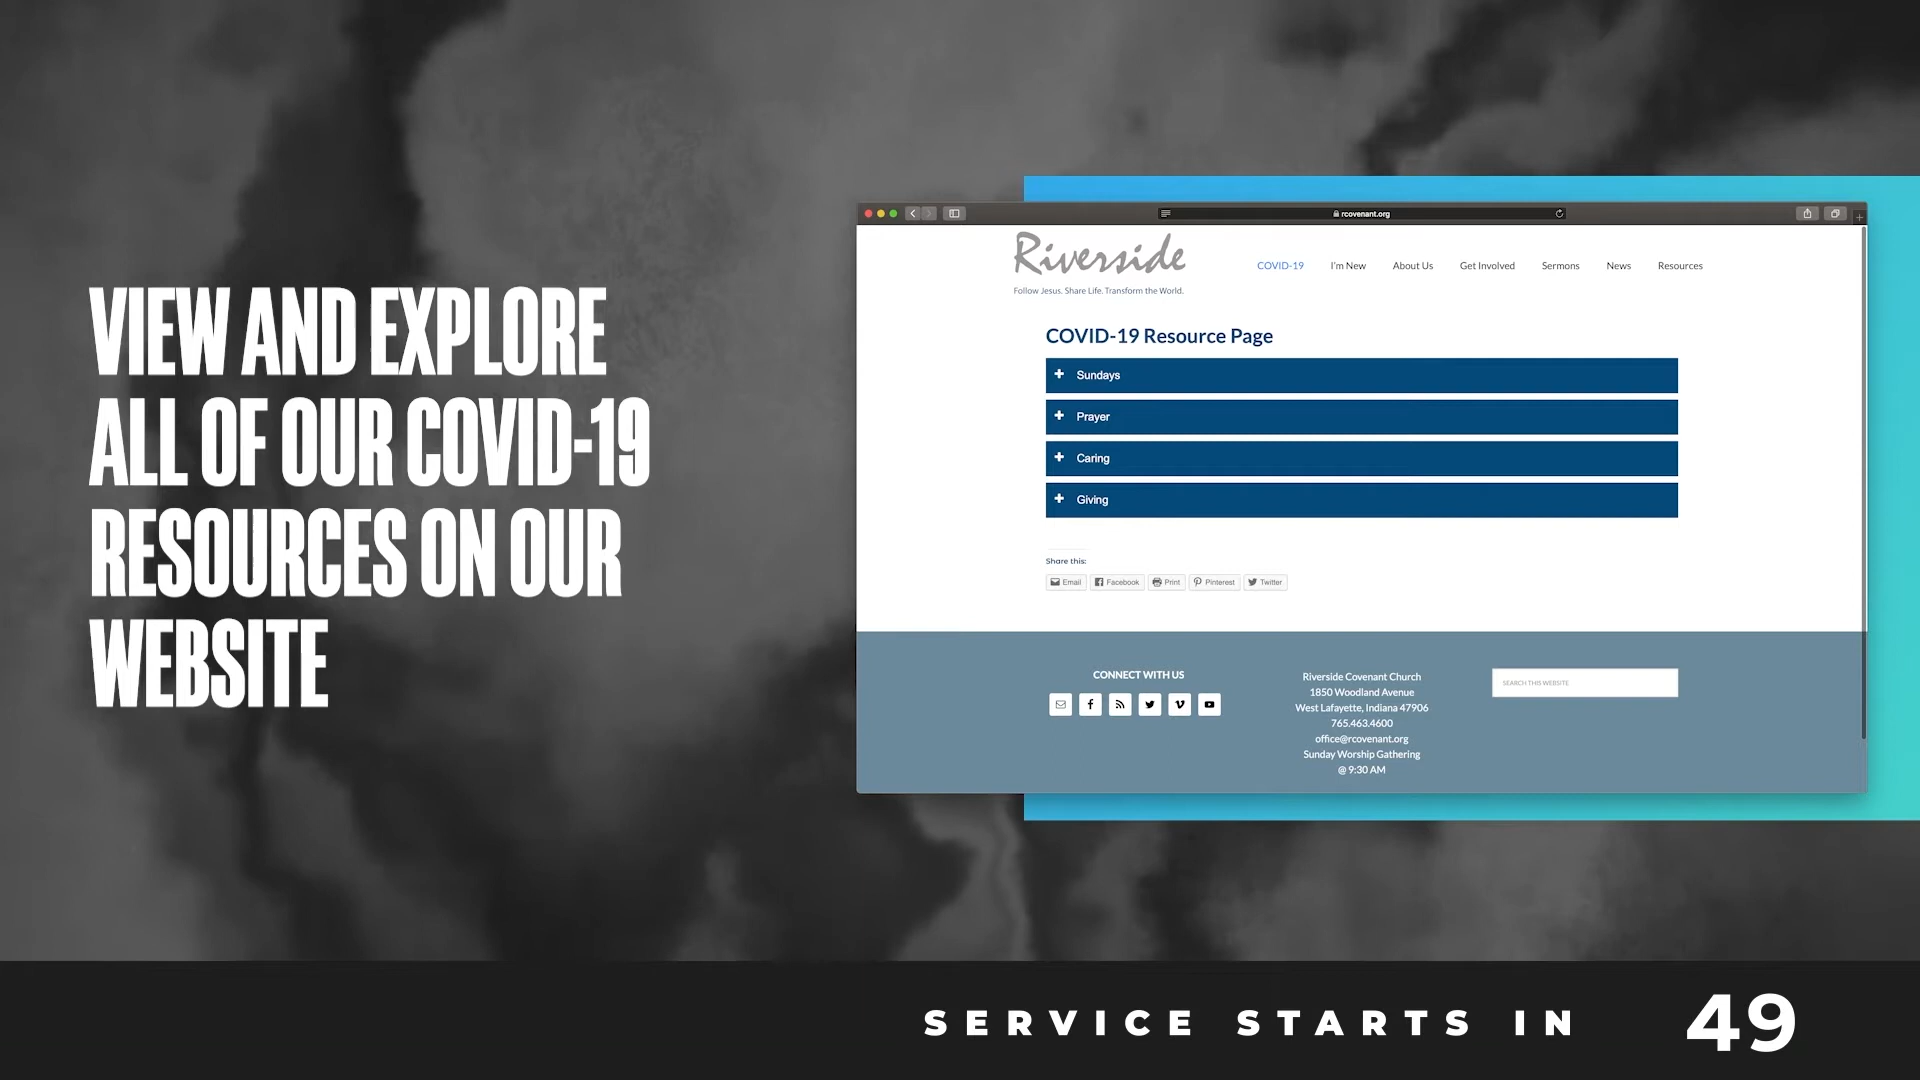 VIEW AND EXPLORE
ALL OF OUR COVID-19
RESOURCES ON OUR
WEBSITE
rcovenant.org
Riverside
Follow Jesus. Share Life. Transform the World.
COVID-19 I'm New About Us Get Involved Sermons News Resources
COVID-19 Resource Page
Sundays
Prayer
Caring
Giving
Share this:
Email Facebook Print Pinterest Twitter
CONNECT WITH US
Riverside Covenant Church
1850 Woodland Avenue
West Lafayette, Indiana 47906
765.463.4600
office@rcovenant.org
Sunday Worship Gathering
@ 9:30 AM
SEARCH THIS WEBSITE
SERVICE STARTS IN 49